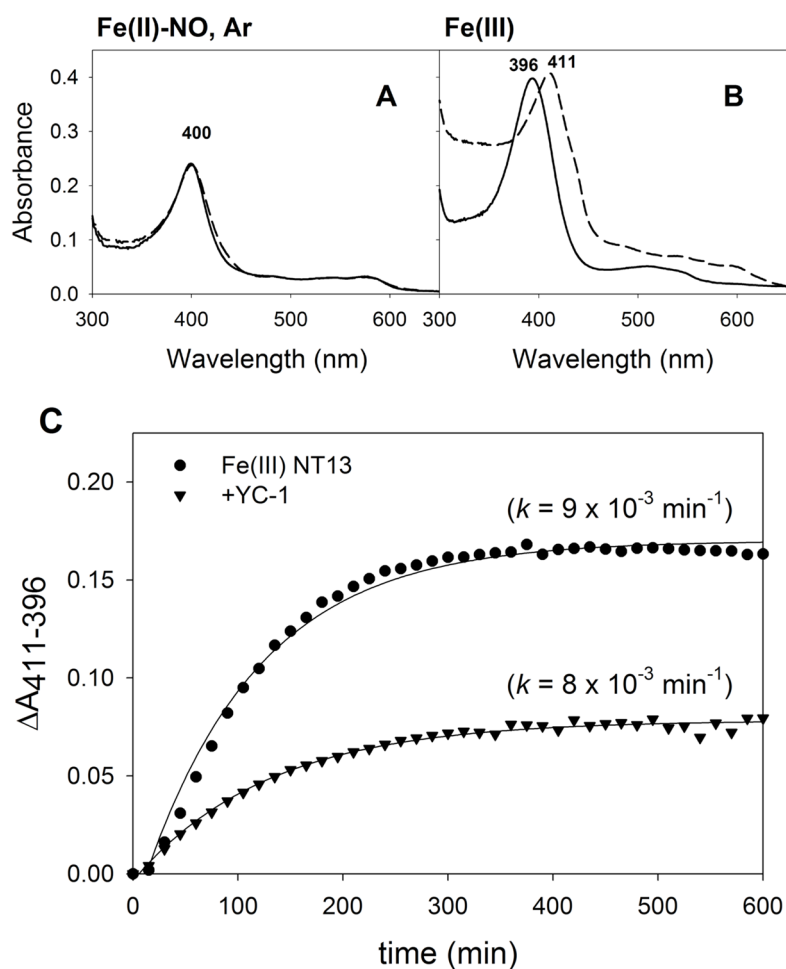 Fe(II)-NO, Ar
Fe(III)
A
B
400
396
411
0.4
0.3
0.2
0.1
0.0
Absorbance
300
400
500
600
300
400
500
600
Wavelength (nm)
Wavelength (nm)
C
Fe(III) NT13
+YC-1
(k = 9 x 10⁻³ min⁻¹)
(k = 8 x 10⁻³ min⁻¹)
0.20
0.15
0.10
0.05
0.00
ΔA411-396
0
100
200
300
400
500
600
time (min)